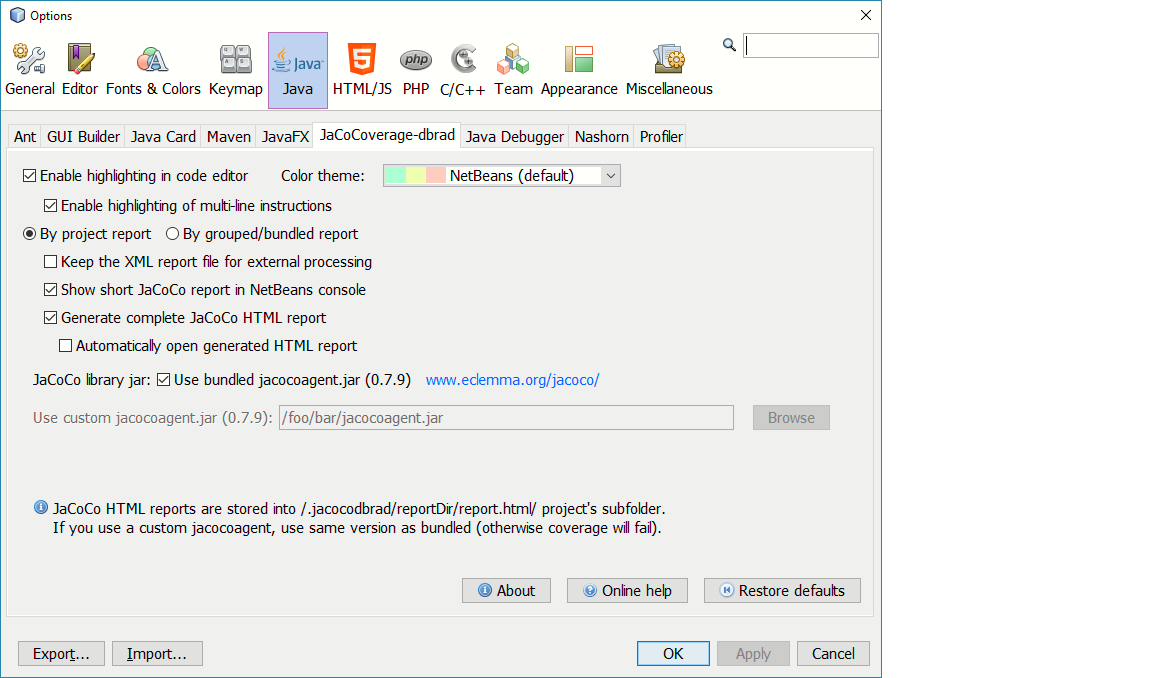 Options
General Editor Fonts & Colors Keymap Java Java HTML/JS php PHP C/C++ Team Appearance Miscellaneous
Ant GUI Builder Java Card Maven JavaFX JaCoCoverage-dbrad Java Debugger Nashorn Profiler
Enable highlighting in code editor Color theme: NetBeans (default)
Enable highlighting of multi-line instructions
By project report By grouped/bundled report
Keep the XML report file for external processing
Show short JaCoCo report in NetBeans console
Generate complete JaCoCo HTML report
Automatically open generated HTML report
JaCoCo library jar: Use bundled jacocoagent.jar (0.7.9) www.eclemma.org/jacoco/
Use custom jacocoagent.jar (0.7.9): /foo/bar/jacocoagent.jar Browse
JaCoCo HTML reports are stored into /.jacocodbrad/reportDir/report.html/ project's subfolder.
If you use a custom jacocoagent, use same version as bundled (otherwise coverage will fail).
About Online help Restore defaults
Export... Import... OK Apply Cancel